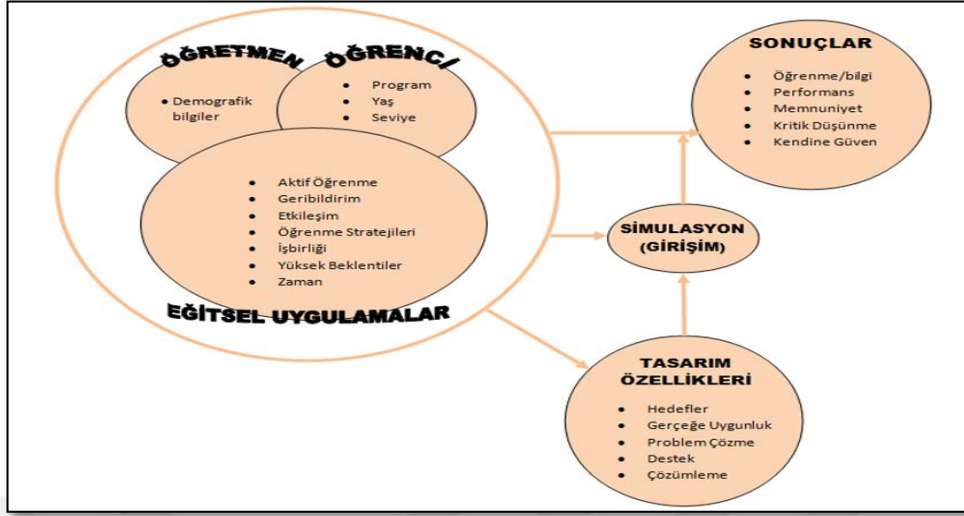 ÖĞRETMEN
• Demografik
bilgiler
ÖĞRENCİ
• Program
• Yaş
• Seviye
• Aktif Öğrenme
• Geribildirim
• Etkileşim
• Öğrenme Stratejileri
• İşbirliği
• Yüksek Beklentiler
• Zaman
EĞİTSEL UYGULAMALAR
SONUÇLAR
• Öğrenme/bilgi
• Performans
• Memnuniyet
• Kritik Düşünme
• Kendine Güven
SİMULASYON
(GİRİŞİM)
TASARIM
ÖZELLİKLERİ
• Hedefler
• Gerçeğe Uygunluk
• Problem Çözme
• Destek
• Çözümleme